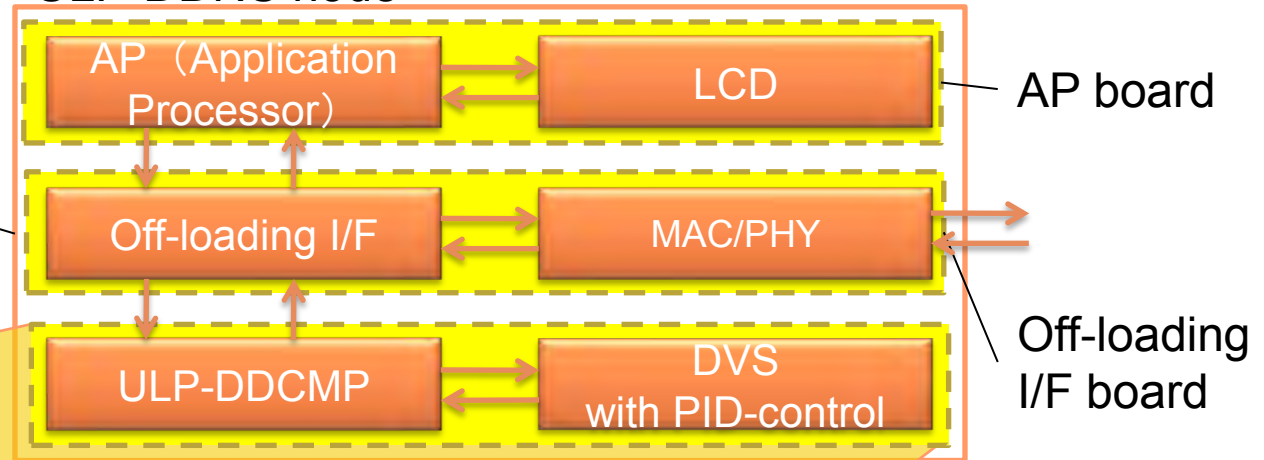 AP（Application
Processor）
LCD
AP board
Off-loading I/F
MAC/PHY
Off-loading
I/F board
ULP-DDCMP
DVS
with PID-control